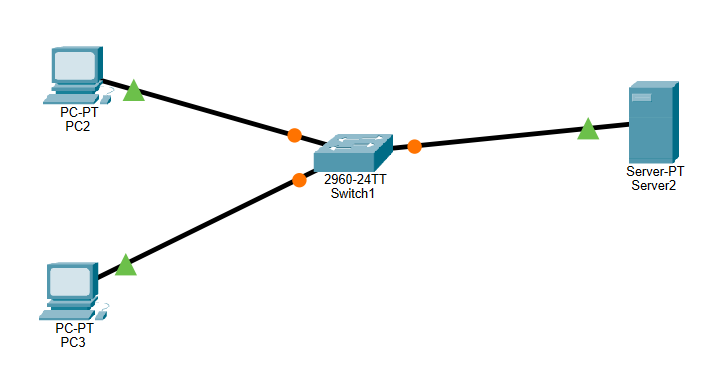 PC-PT
PC2
2960-24TT
Switch1
Server-PT
Server2
PC-PT
PC3